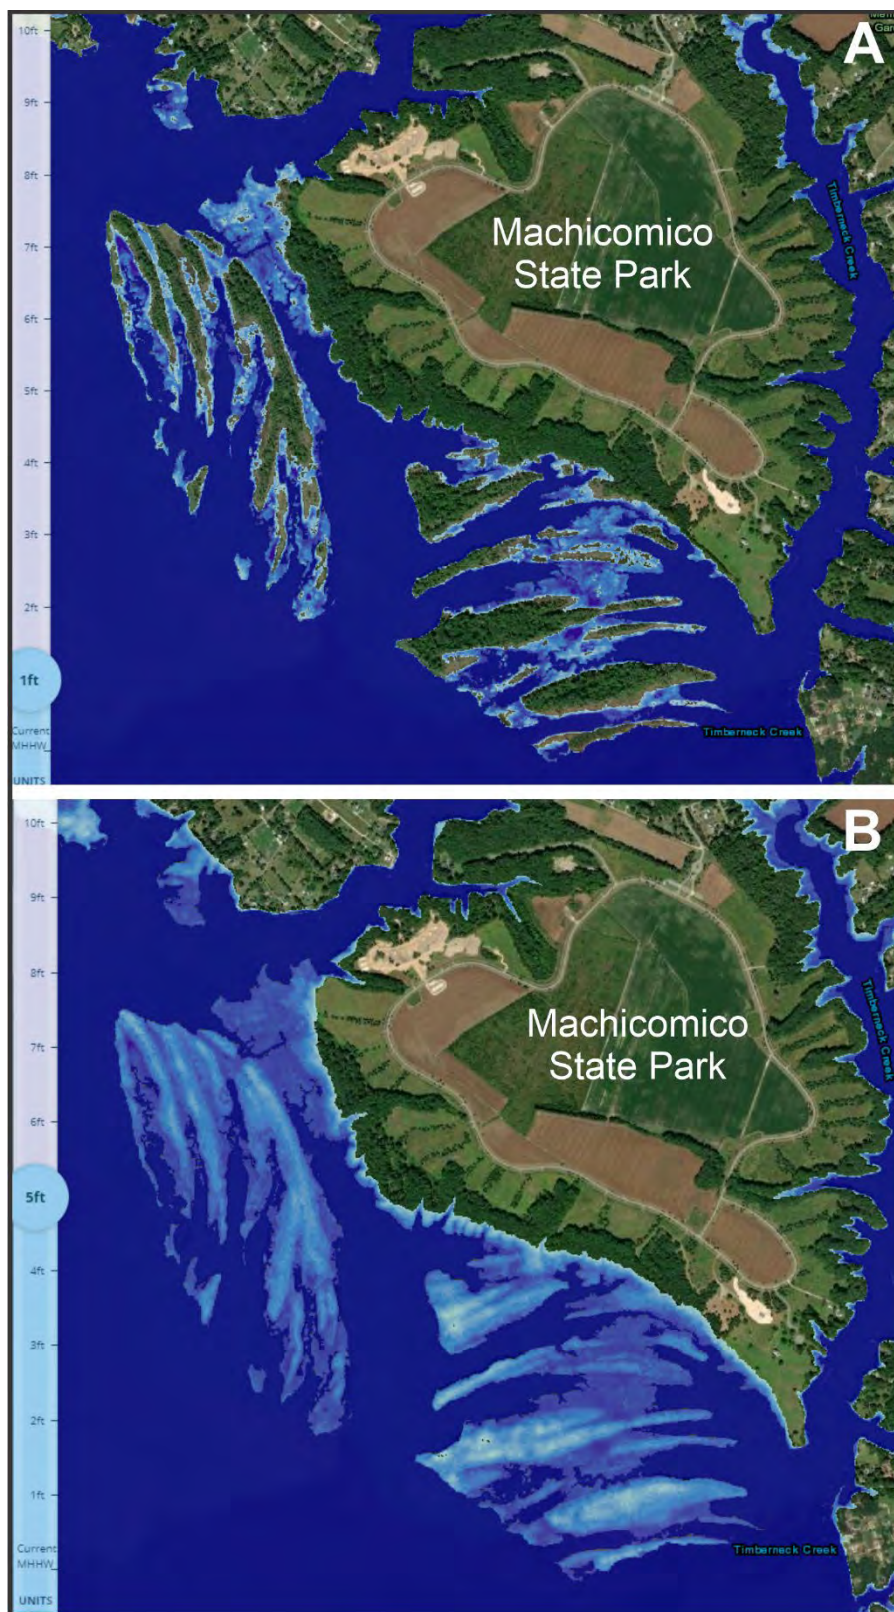 A
10ft
9ft
8ft
7ft
6ft
5ft
4ft
3ft
2ft
1ft
Current
MHHW
UNITS
Machicomico
State Park
Timberneck Creek
Timberneck Creek
B
10ft
9ft
8ft
7ft
6ft
5ft
4ft
3ft
2ft
1ft
Current
MHHW
UNITS
Machicomico
State Park
Timberneck Creek
Timberneck Creek